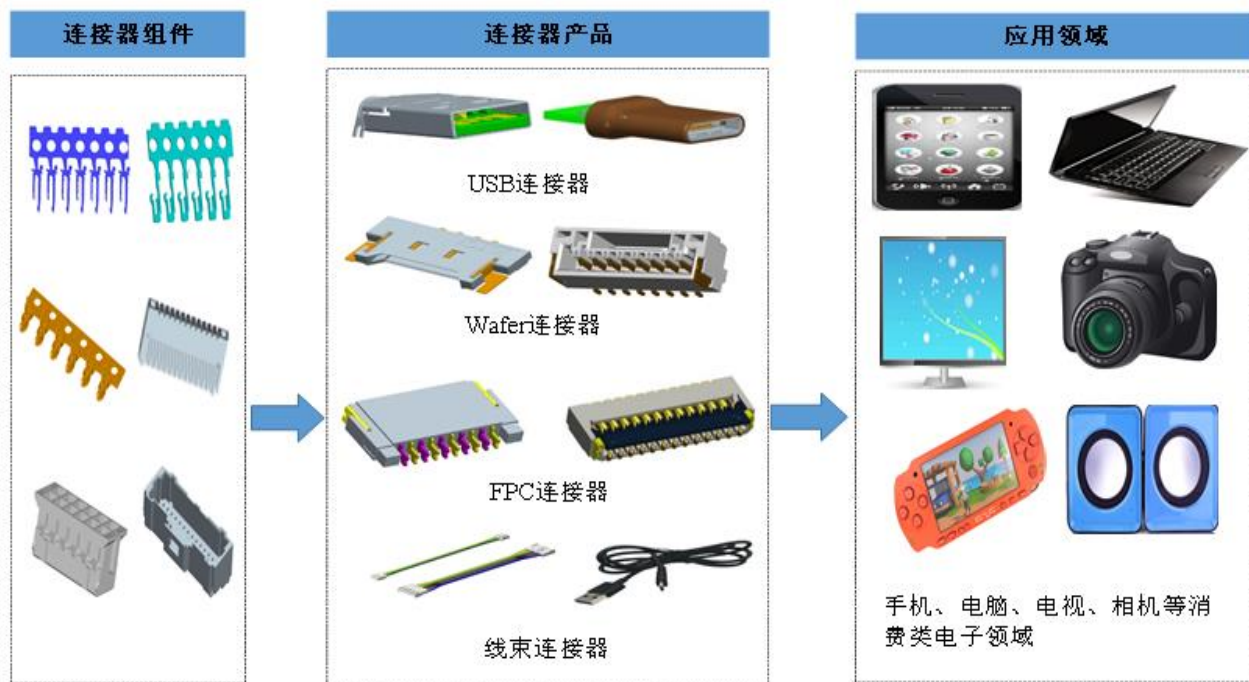 连接器组件
连接器产品
应用领域
USB连接器
Wafer连接器
FPC连接器
线束连接器
手机、电脑、电视、相机等消
费类电子领域